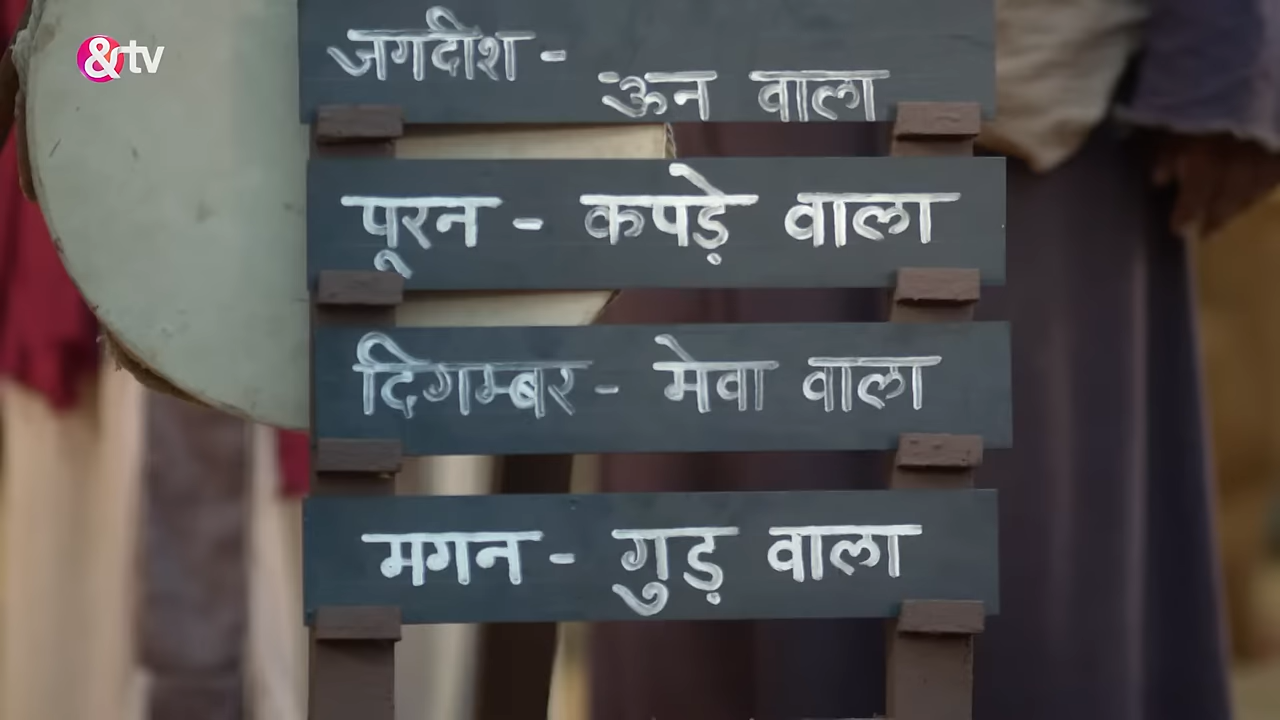 &tv
जगदीश - ऊन वाला
पूरन - कपड़े वाला
दिगम्बर - मेवा वाला
मगन - गुड़ वाला